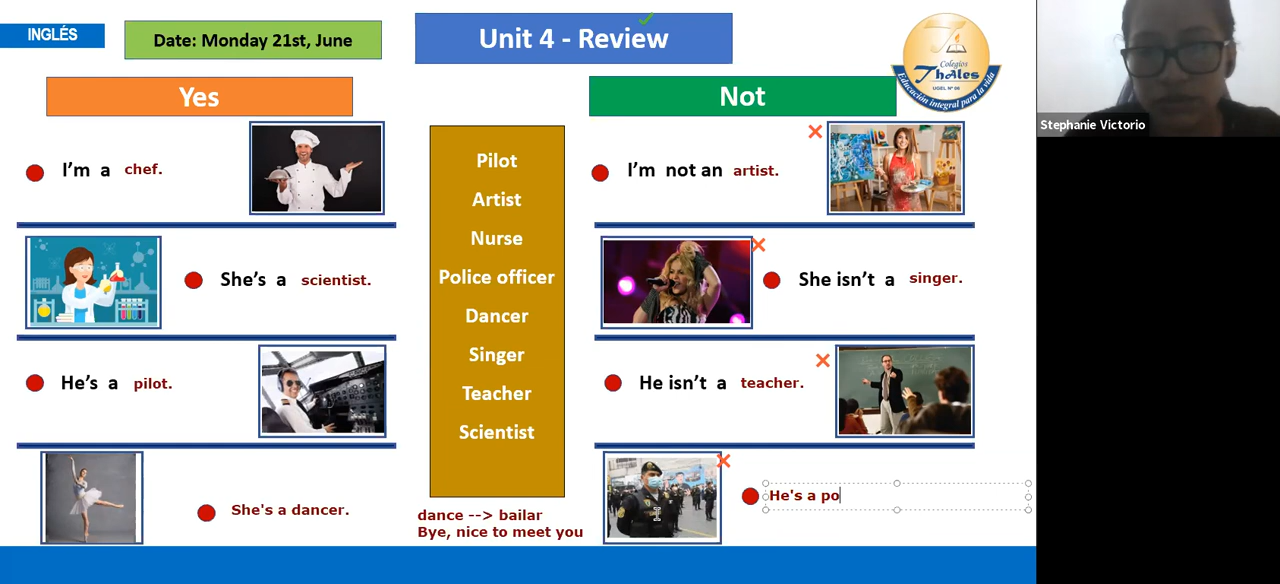 INGLÉS
Date: Monday 21st, June
Unit 4 - Review
Colegios
Thales
UGEL Nº 06
Educación integral para la vida
Stephanie Victorio
Yes
Not
I'm a chef.
She's a scientist.
He's a pilot.
She's a dancer.
Pilot
Artist
Nurse
Police officer
Dancer
Singer
Teacher
Scientist
dance --> bailar
Bye, nice to meet you
I'm not an artist.
She isn't a singer.
He isn't a teacher.
He's a po